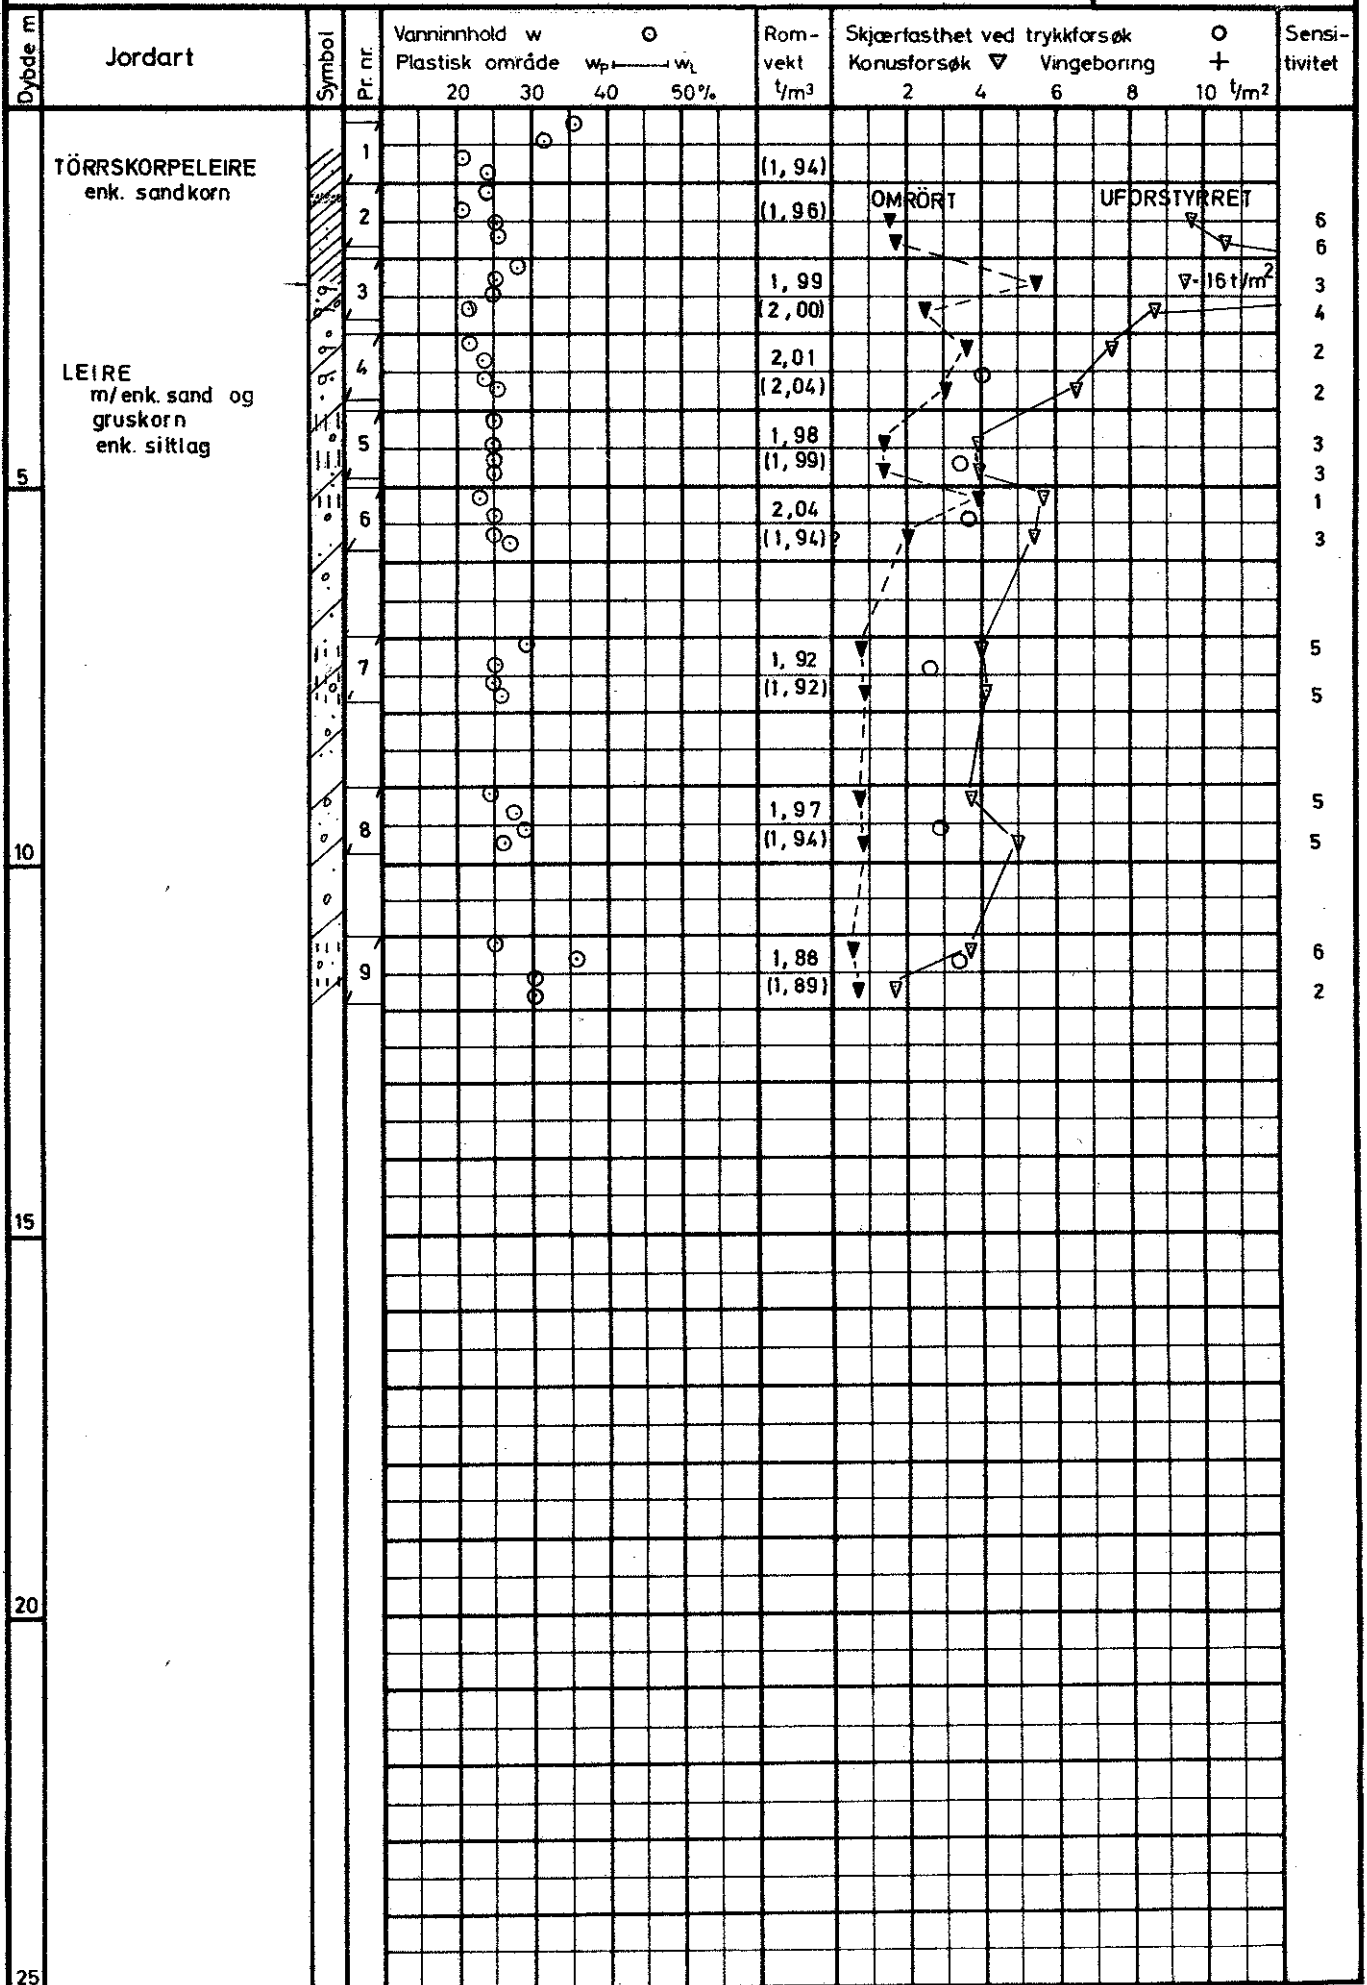 Dybde m
Jordart
Symbol
Pr. nr.
Vanninnhold w
Plastisk område wP wL
20 30 40 50%
Rom-
vekt
t/m³
Skjærfasthet ved trykkforsøk
Konusforsøk Vingeboring
2 4 6 8 10 t/m²
Sensi-
tivitet
TÖRRSKORPELEIRE
enk. sandkorn
LEIRE
m/enk. sand og
gruskorn
enk. siltlag
5
10
15
20
25
1
2
3
4
5
6
7
8
9
(1,94)
(1,96)
1,99
(2,00)
2,01
(2,04)
1,98
(1,99)
2,04
(1,94)?
1,92
(1,92)
1,97
(1,94)
1,88
(1,89)
OMRÖRT
UFORSTYRRET
16 t/m²
6
6
3
4
2
2
3
3
1
3
5
5
5
5
6
2